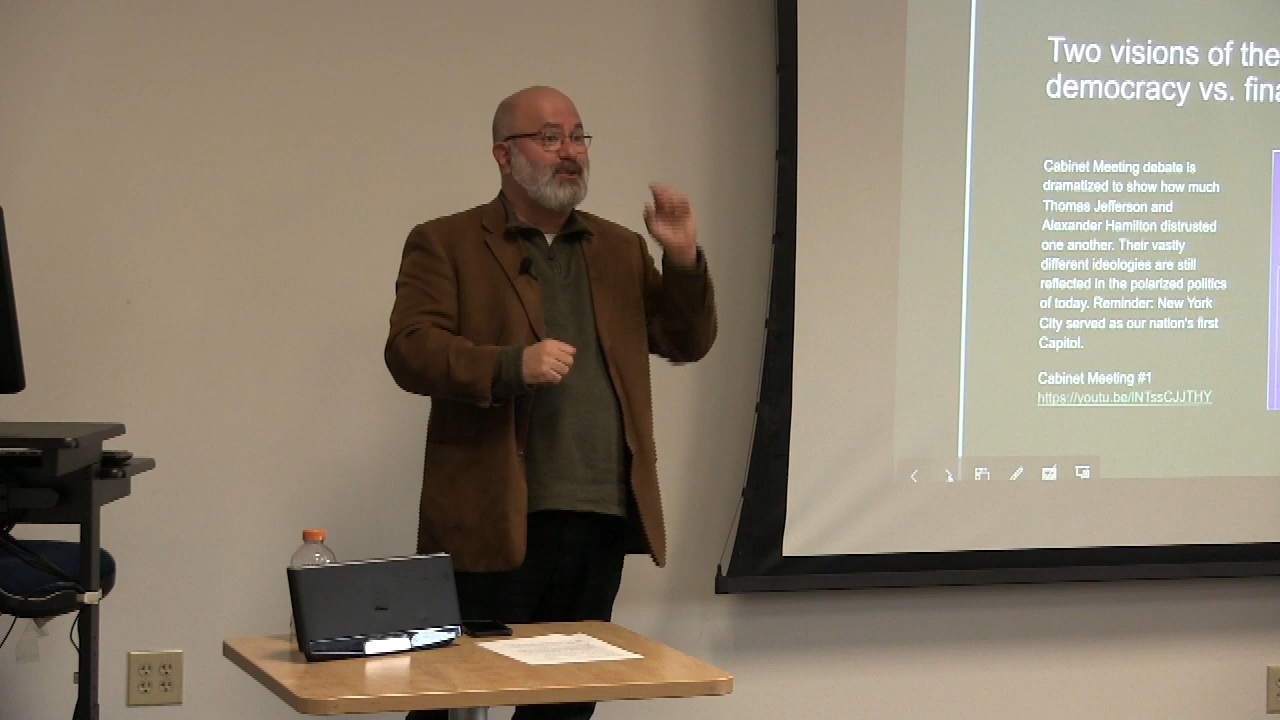 Two visions of the
democracy vs. fina
Cabinet Meeting debate is
dramatized to show how much
Thomas Jefferson and
Alexander Hamilton distrusted
one another. Their vastly
different ideologies are still
reflected in the polarized politics
of today. Reminder: New York
City served as our nation's first
Capitol.
Cabinet Meeting #1
https://youtu.be/lNTssCJJTHY